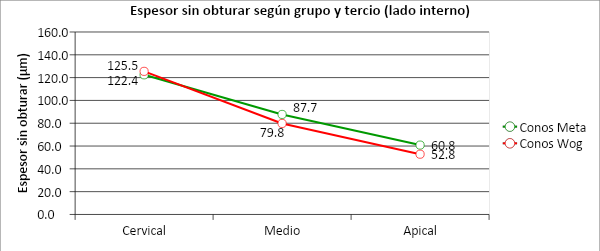 Espesor sin obturar según grupo y tercio (lado interno)
Espesor sin obturar (µm)
160.0
140.0
120.0
100.0
80.0
60.0
40.0
20.0
0.0
125.5
122.4
87.7
79.8
60.8
52.8
Cervical
Medio
Apical
Conos Meta
Conos Wog